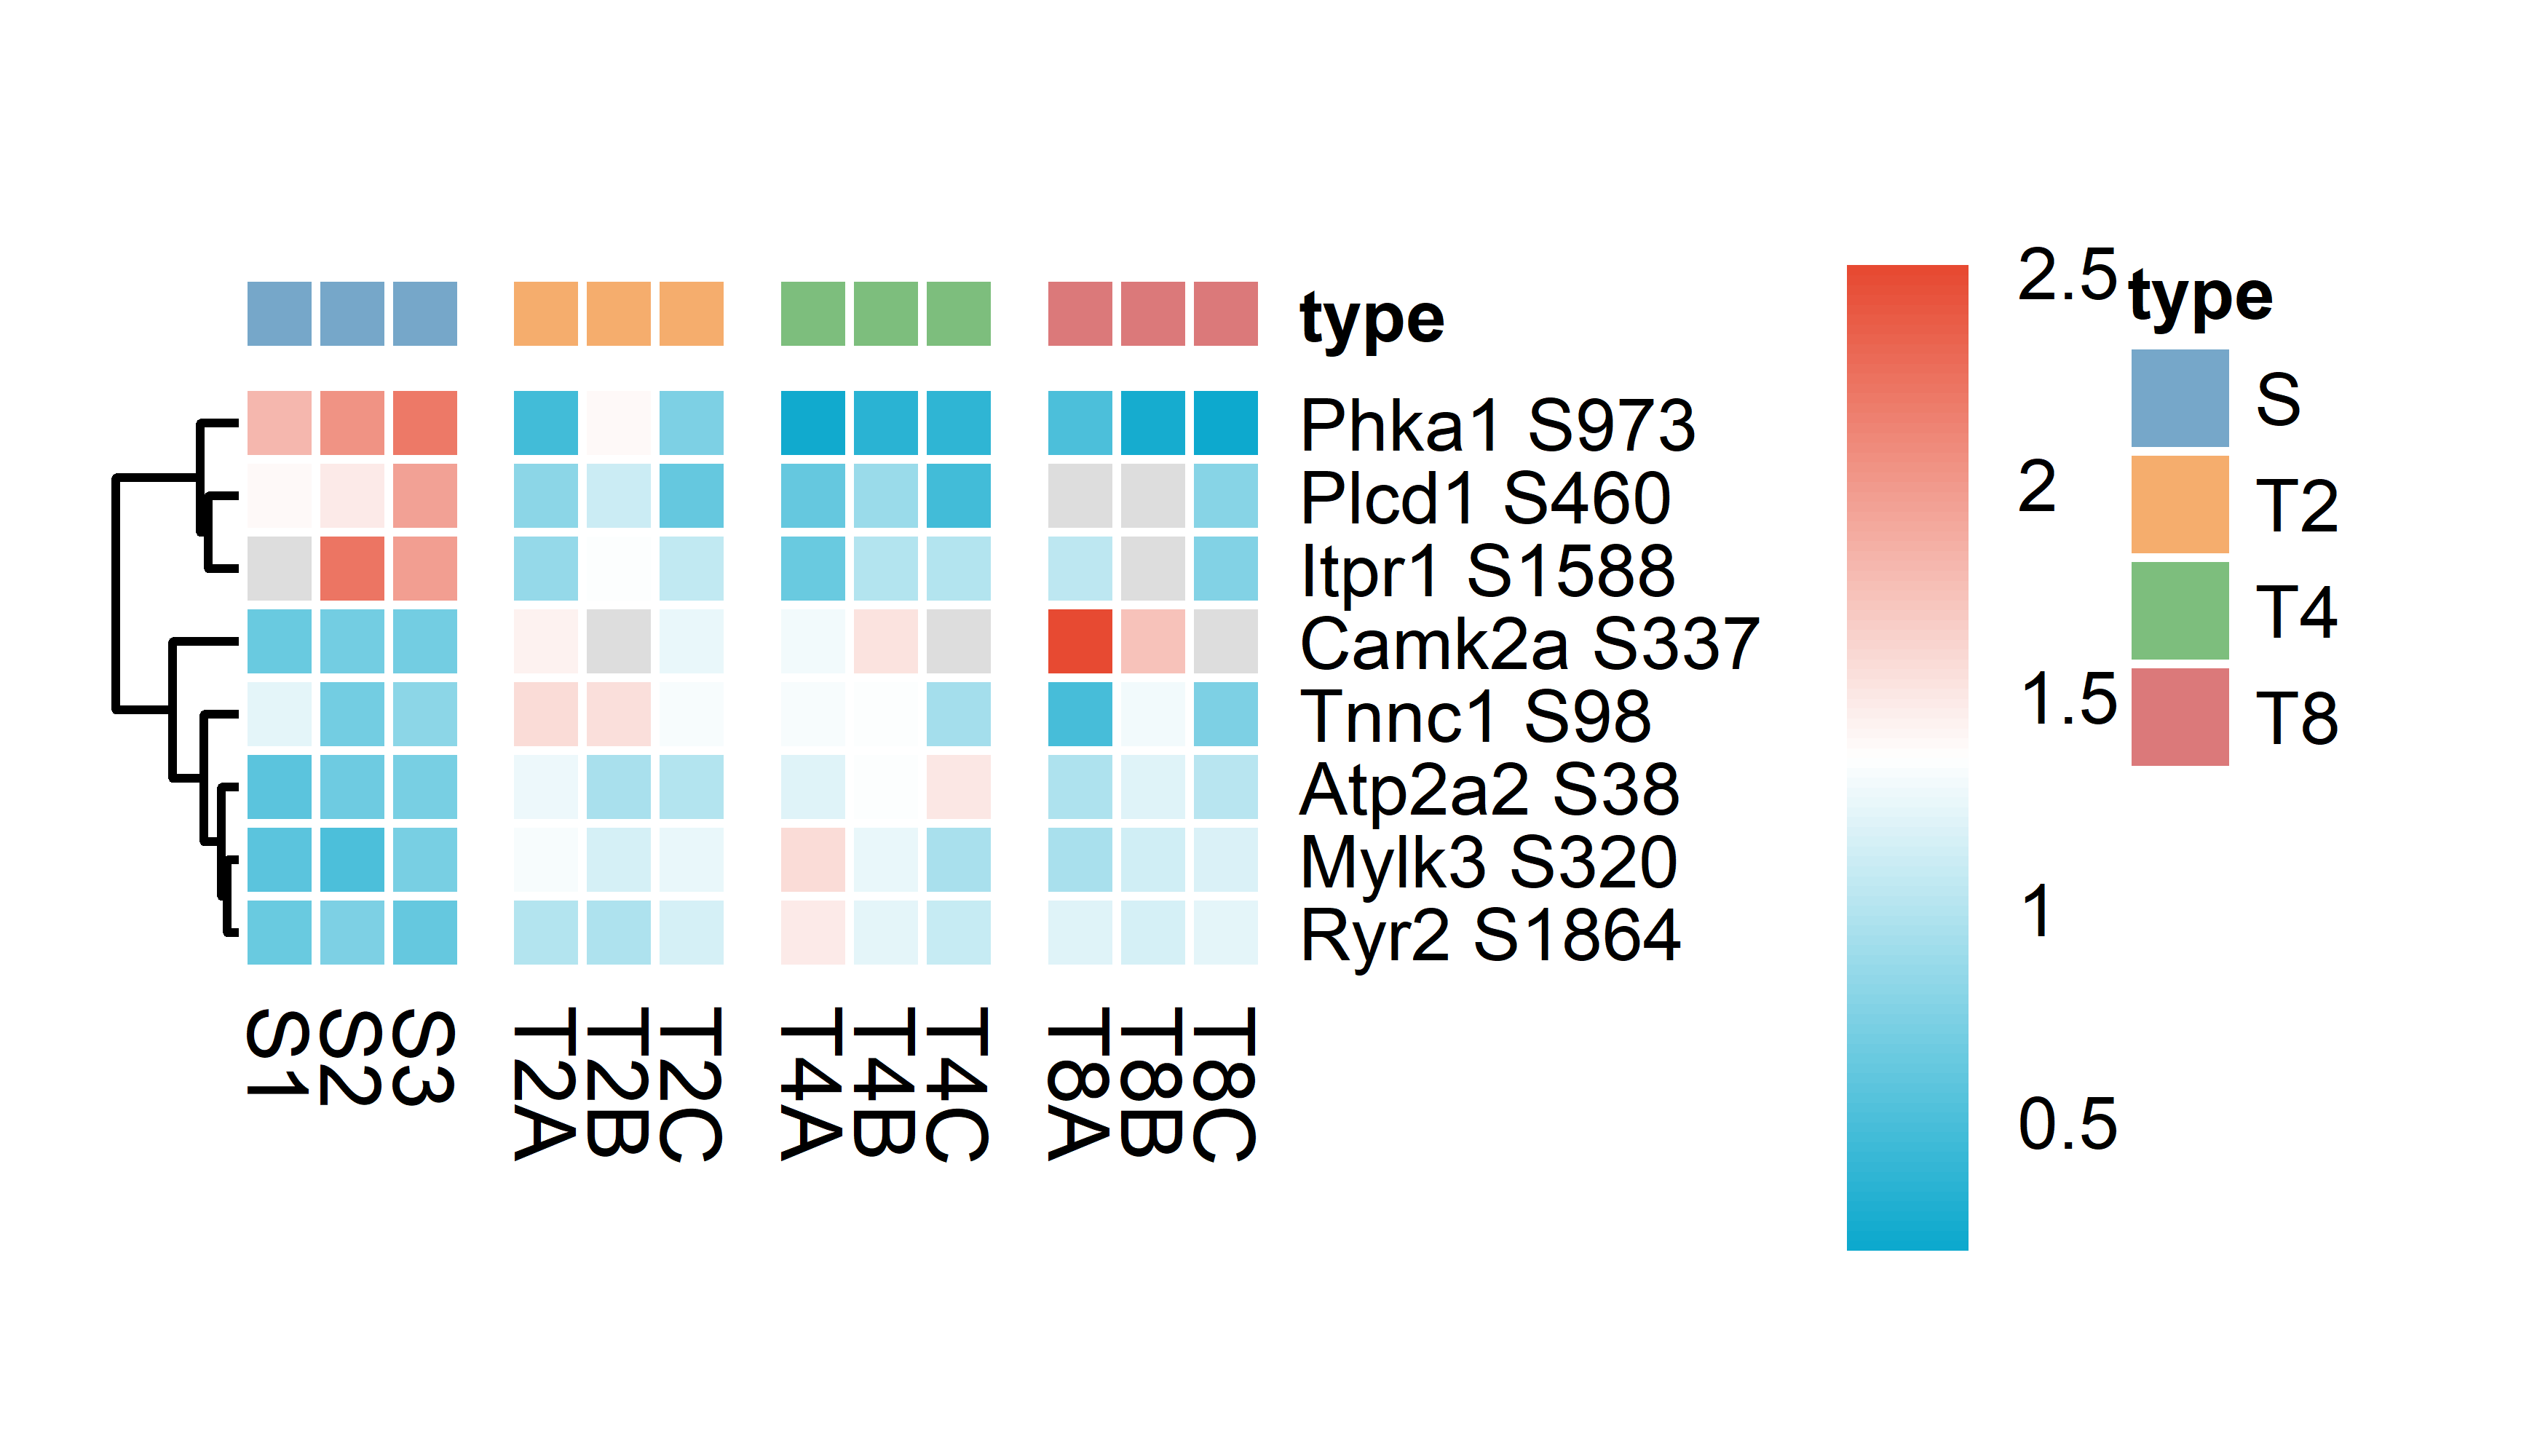 type
Phka1 S973
Plcd1 S460
Itpr1 S1588
Camk2a S337
Tnnc1 S98
Atp2a2 S38
Mylk3 S320
Ryr2 S1864
S1
S2
S3
T2A
T2B
T2C
T4A
T4B
T4C
T8A
T8B
T8C
2.5
2
1.5
1
0.5
type
S
T2
T4
T8